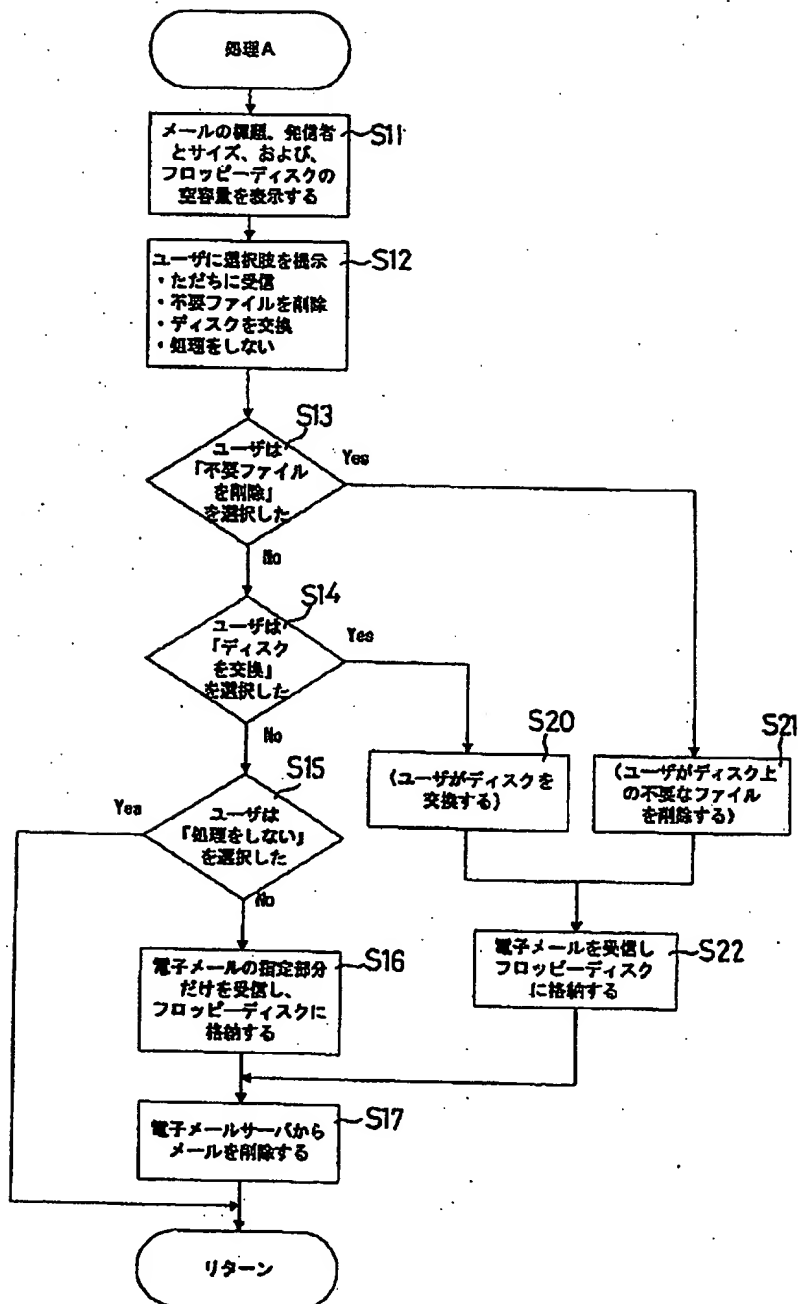 処理A
メールの標題、発信者
とサイズ、および、
フロッピーディスクの
空容量を表示する
S11
ユーザに選択肢を提示
・ただちに受信
・不要ファイルを削除
・ディスクを交換
・処理をしない
S12
S13
ユーザは
「不要ファイル
を削除」
を選択した
Yes
No
S14
ユーザは
「ディスク
を交換」
を選択した
Yes
No
S15
ユーザは
「処理をしない」
を選択した
Yes
No
S20
(ユーザがディスクを
交換する)
S21
(ユーザがディスク上
の不要なファイル
を削除する)
電子メールの指定部分
だけを受信し、
フロッピーディスクに
格納する
S16
電子メールを受信し
フロッピーディスク
に格納する
S22
電子メールサーバから
メールを削除する
S17
リターン